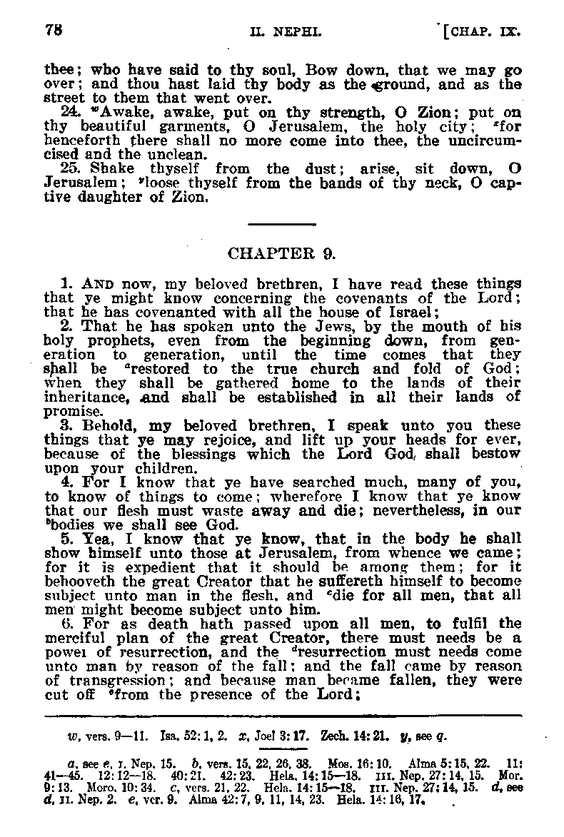 78 II. NEPHI. [CHAP. IX.
thee; who have said to thy soul, Bow down, that we may go
over; and thou hast laid thy body as the ground, and as the
street to them that went over.
24. ʷAwake, awake, put on thy strength, O Zion; put on
thy beautiful garments, O Jerusalem, the holy city; ˣfor
henceforth there shall no more come into thee, the uncircum-
cised and the unclean.
25. Shake thyself from the dust; arise, sit down, O
Jerusalem; ʸloose thyself from the bands of thy neck, O cap-
tive daughter of Zion.
CHAPTER 9.
1. AND now, my beloved brethren, I have read these things
that ye might know concerning the covenants of the Lord;
that he has covenanted with all the house of Israel;
2. That he has spoken unto the Jews, by the mouth of his
holy prophets, even from the beginning down, from gen-
eration to generation, until the time comes that they
shall be ᵃrestored to the true church and fold of God;
when they shall be gathered home to the lands of their
inheritance, and shall be established in all their lands of
promise.
3. Behold, my beloved brethren, I speak unto you these
things that ye may rejoice, and lift up your heads for ever,
because of the blessings which the Lord God, shall bestow
upon your children.
4. For I know that ye have searched much, many of you,
to know of things to come; wherefore I know that ye know
that our flesh must waste away and die; nevertheless, in our
ᵇbodies we shall see God.
5. Yea, I know that ye know, that in the body he shall
show himself unto those at Jerusalem, from whence we came;
for it is expedient that it should be among them; for it
behooveth the great Creator that he suffereth himself to become
subject unto man in the flesh, and ᶜdie for all men, that all
men might become subject unto him.
6. For as death hath passed upon all men, to fulfil the
merciful plan of the great Creator, there must needs be a
power of resurrection, and the ᵈresurrection must needs come
unto man by reason of the fall; and the fall came by reason
of transgression; and because man became fallen, they were
cut off ᵉfrom the presence of the Lord;
w, vers. 9—11. Isa. 52:1, 2. x, Joel 3:17. Zech. 14:21. y, see q.
a, see e, I. Nep. 15. b, vers. 15, 22, 26, 38. Mos. 16:10. Alma 5:15, 22. 11:
41—45. 12:12—18. 40:21. 42:23. Hela. 14:15—18. III. Nep. 27:14, 15. Mor.
9:13. Moro. 10:34. c, vers. 21, 22. Hela. 14:15—18. III. Nep. 27:14, 15. d, see
d, II. Nep. 2. e, ver. 9. Alma 42:7, 9, 11, 14, 23. Hela. 14:16, 17.